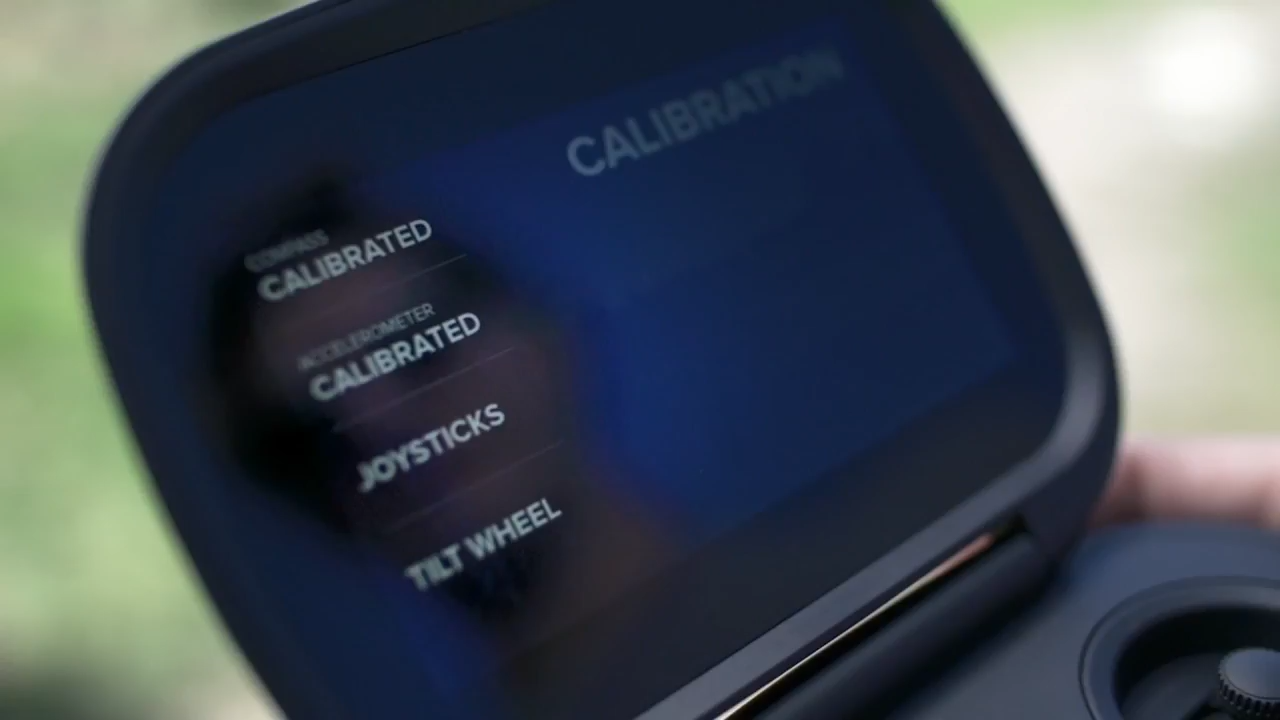 CALIBRATION
COMPASS
CALIBRATED
ACCELEROMETER
CALIBRATED
JOYSTICKS
TILT WHEEL